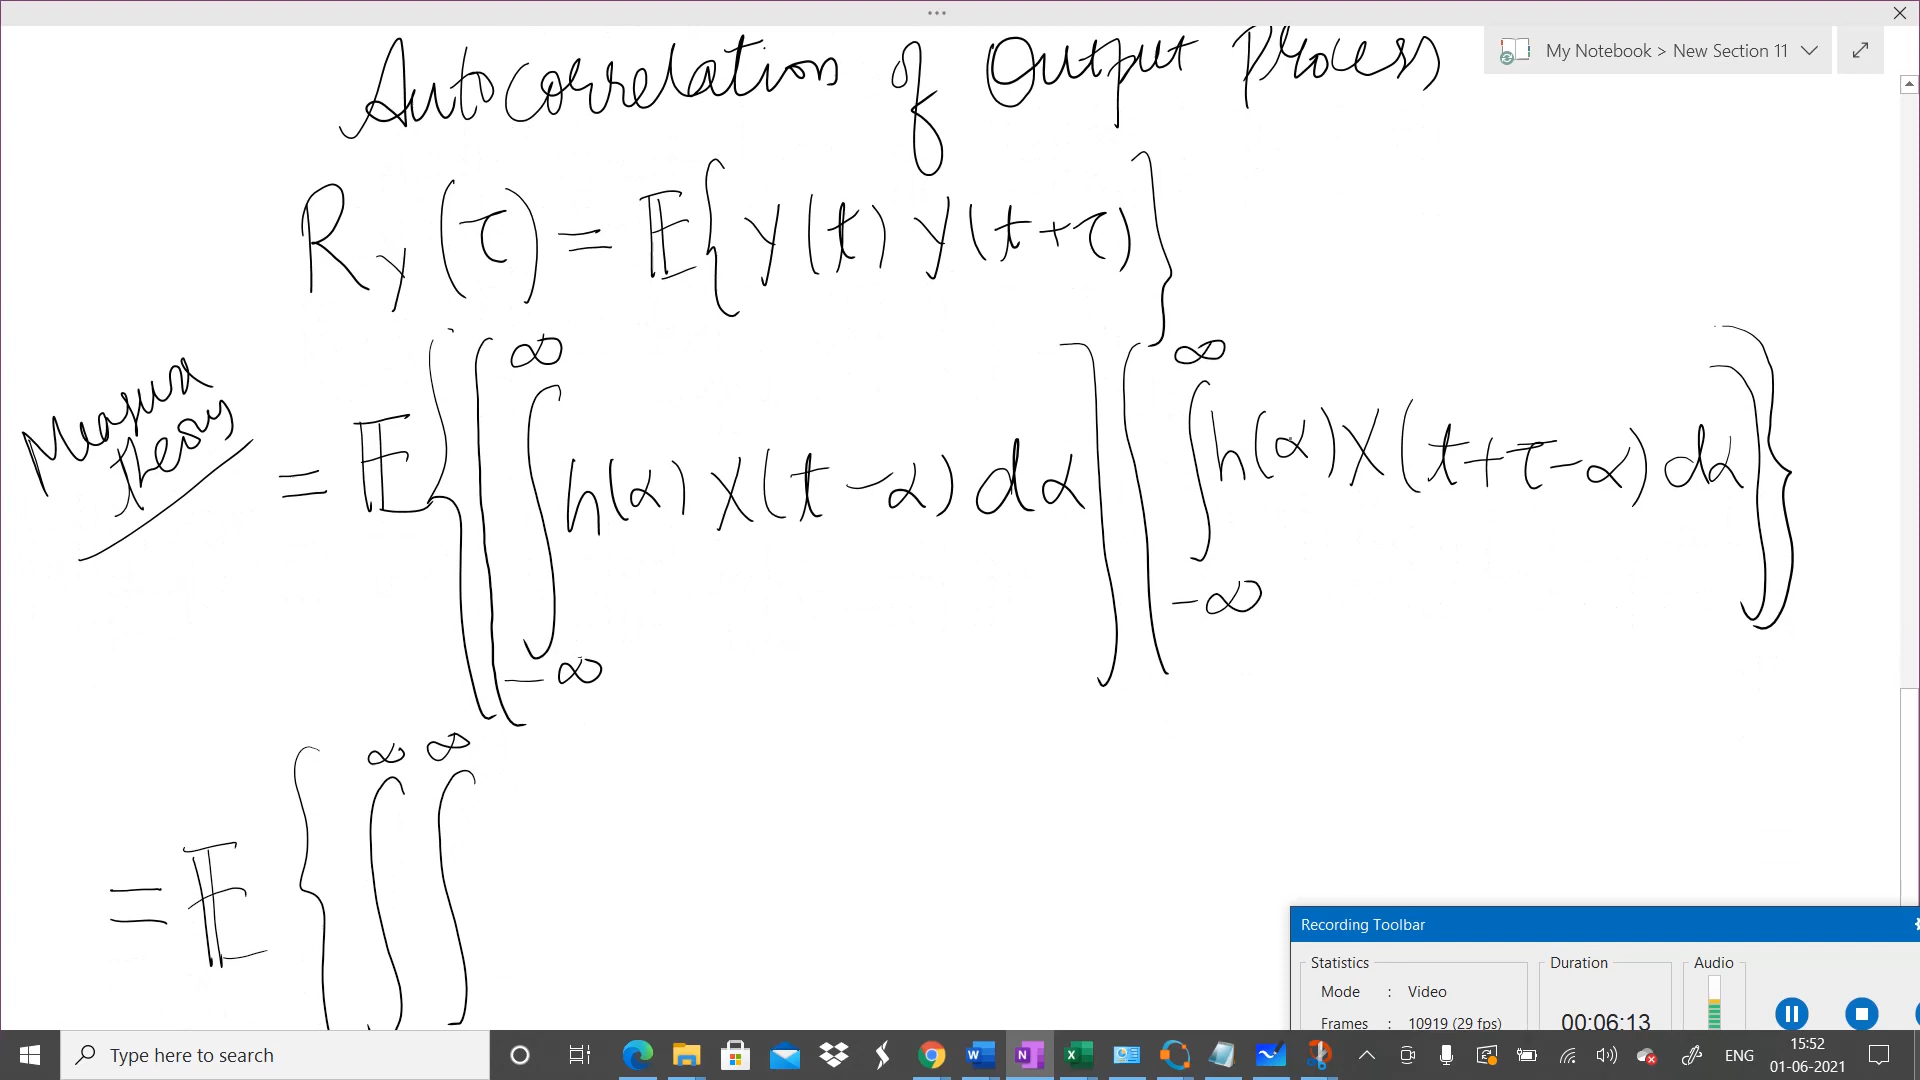 My Notebook > New Section 11
Autocorrelation of Output Process
R_Y(τ) = E{Y(t) Y(t+τ)}
Measure theory
= E{[∫_{-∞}^{∞} h(α) X(t-α) dα] [∫_{-∞}^{∞} h(α) X(t+τ-α) dα]}
= E{∫^{∞} ∫^{∞}
Recording Toolbar
Statistics
Mode : Video
Frames : 10919 (29 fps)
Duration
00:06:13
Audio
Type here to search
ENG
15:52
01-06-2021